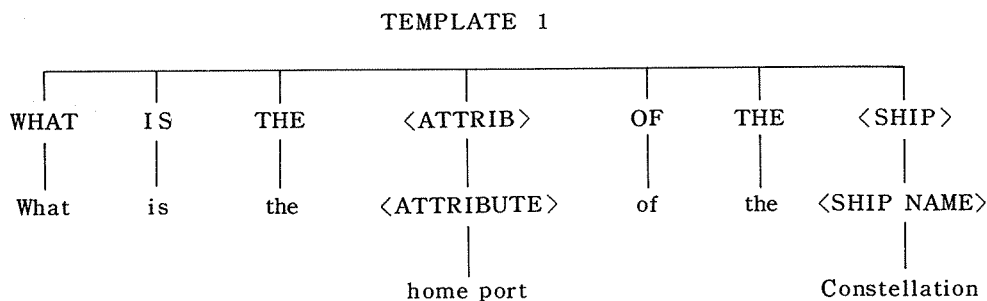 TEMPLATE 1
WHAT IS THE <ATTRIB> OF THE <SHIP>
What is the <ATTRIBUTE> of the <SHIP NAME>
home port Constellation